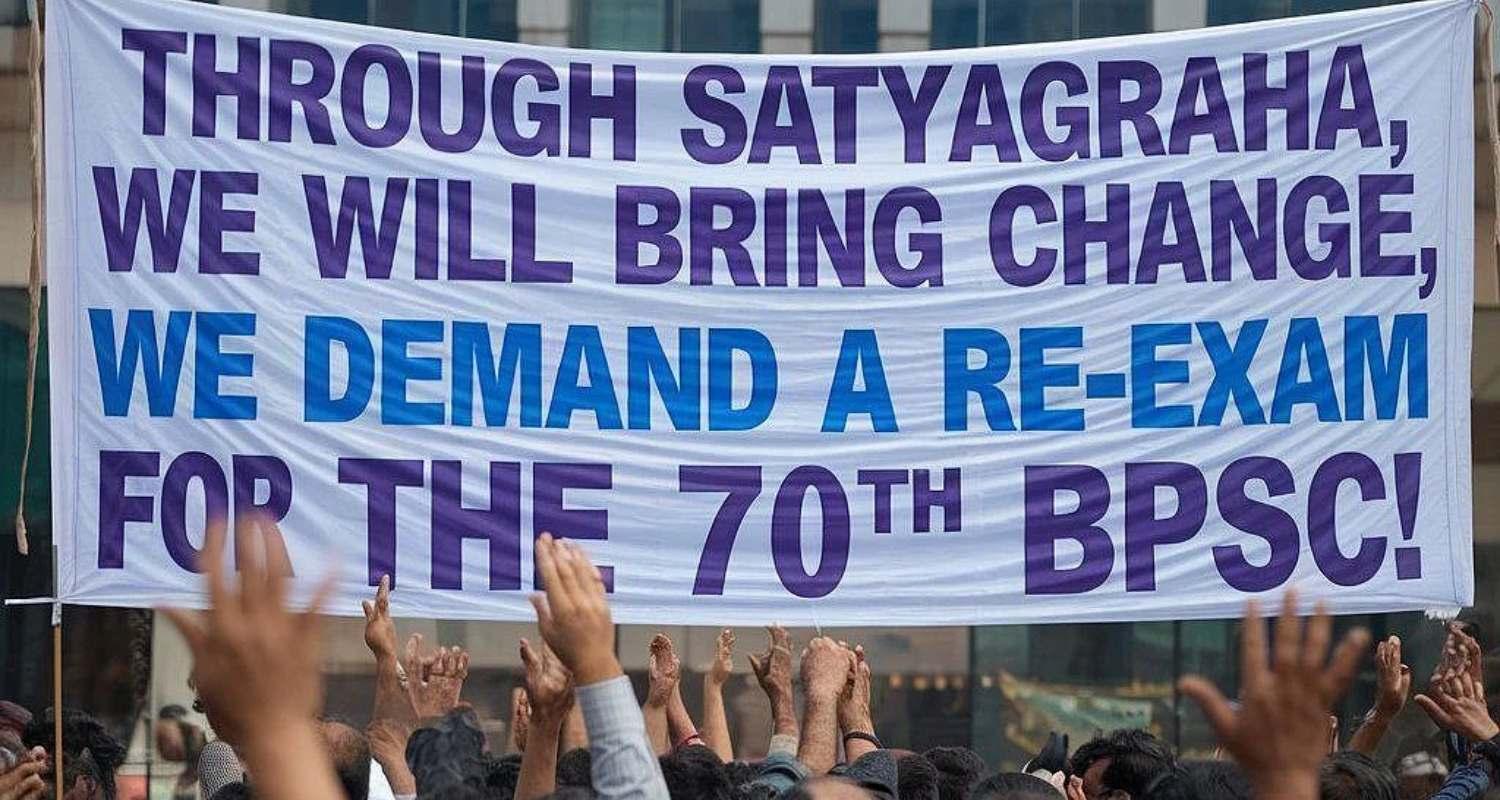 THROUGH SATYAGRAHA,
WE WILL BRING CHANGE,
WE DEMAND A RE-EXAM
FOR THE 70TH BPSC!